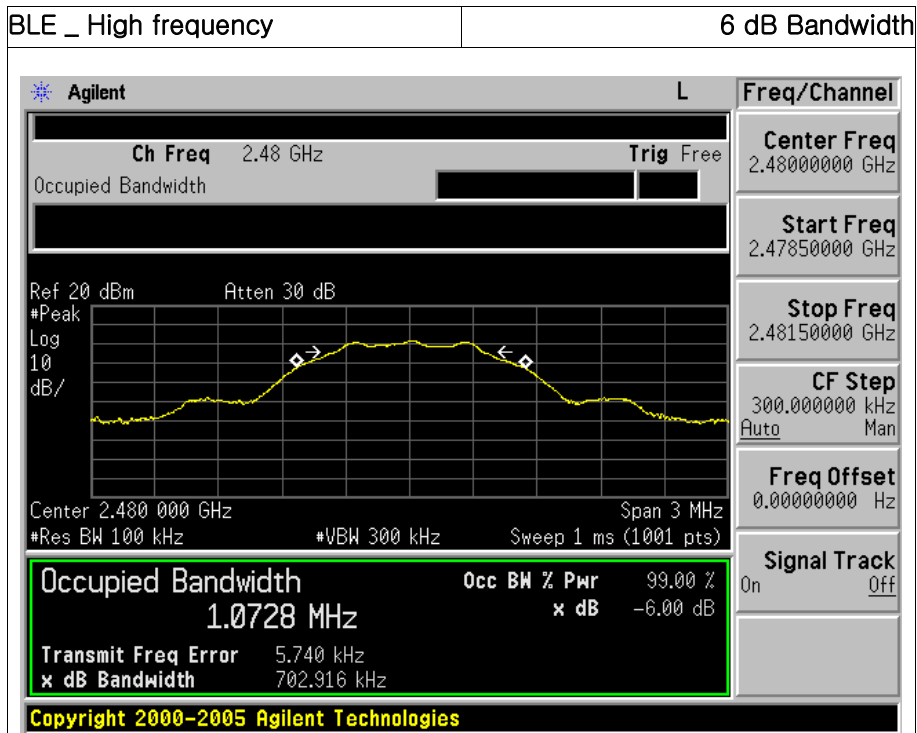 BLE _ High frequency
6 dB Bandwidth
Agilent
L
Freq/Channel
Ch Freq 2.48 GHz
Trig Free
Occupied Bandwidth
Center Freq
2.48000000 GHz
Start Freq
2.47850000 GHz
Stop Freq
2.48150000 GHz
CF Step
300.000000 kHz
Auto Man
Freq Offset
0.00000000 Hz
Signal Track
On Off
Ref 20 dBm Atten 30 dB
#Peak
Log
10
dB/
Center 2.480 000 GHz Span 3 MHz
#Res BW 100 kHz #VBW 300 kHz Sweep 1 ms (1001 pts)
Occupied Bandwidth
1.0728 MHz
Occ BW % Pwr 99.00 %
x dB -6.00 dB
Transmit Freq Error 5.740 kHz
x dB Bandwidth 702.916 kHz
Copyright 2000-2005 Agilent Technologies